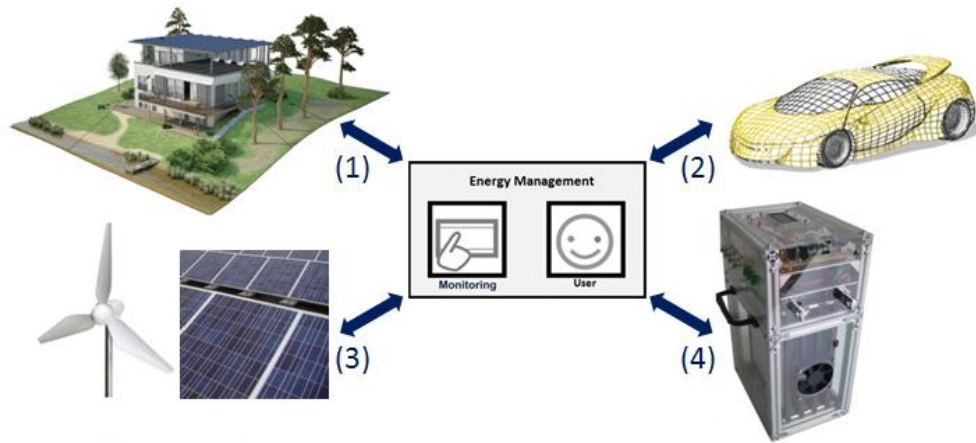 (1)
(2)
Energy Management
Monitoring
User
(3)
(4)